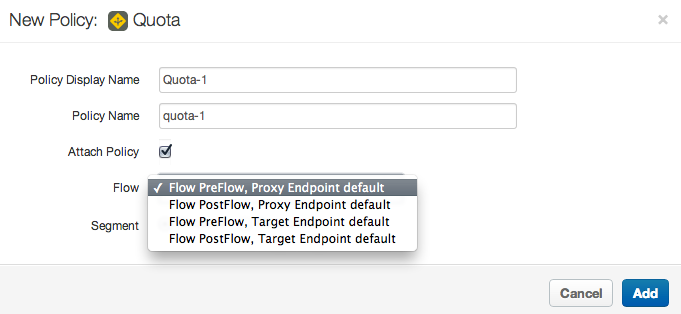 New Policy: Quota ×
Policy Display Name Quota-1
Policy Name quota-1
Attach Policy
Flow
✓ Flow PreFlow, Proxy Endpoint default
Flow PostFlow, Proxy Endpoint default
Flow PreFlow, Target Endpoint default
Flow PostFlow, Target Endpoint default
Segment
Cancel Add